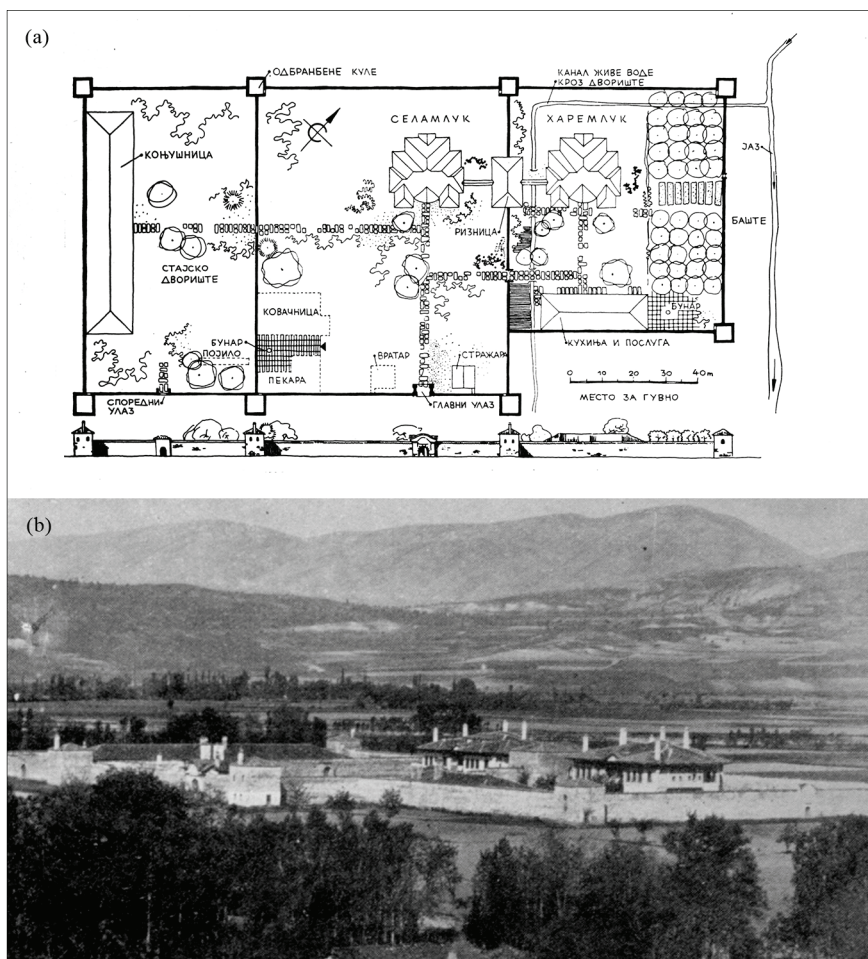 (a)
ОДБРАНБЕНЕ КУЛЕ
КАНАЛ ЖИВЕ ВОДЕ
КРОЗ ДВОРИШТЕ
СЕЛАМЛУК
ХАРЕМЛУК
КОЊУШНИЦА
ЈАЗ
РИЗНИЦА
БАШТЕ
СТАЈСКО
ДВОРИШТЕ
КОВАЧНИЦА
БУНАР
БУНАР
ПОЈИЛО
ВРАТАР
СТРАЖАРА
КУХИЊА И ПОСЛУГА
ПЕКАРА
0 10 20 30 40 m
СПОРЕДНИ
УЛАЗ
ГЛАВНИ УЛАЗ
МЕСТО ЗА ГУВНО
(b)